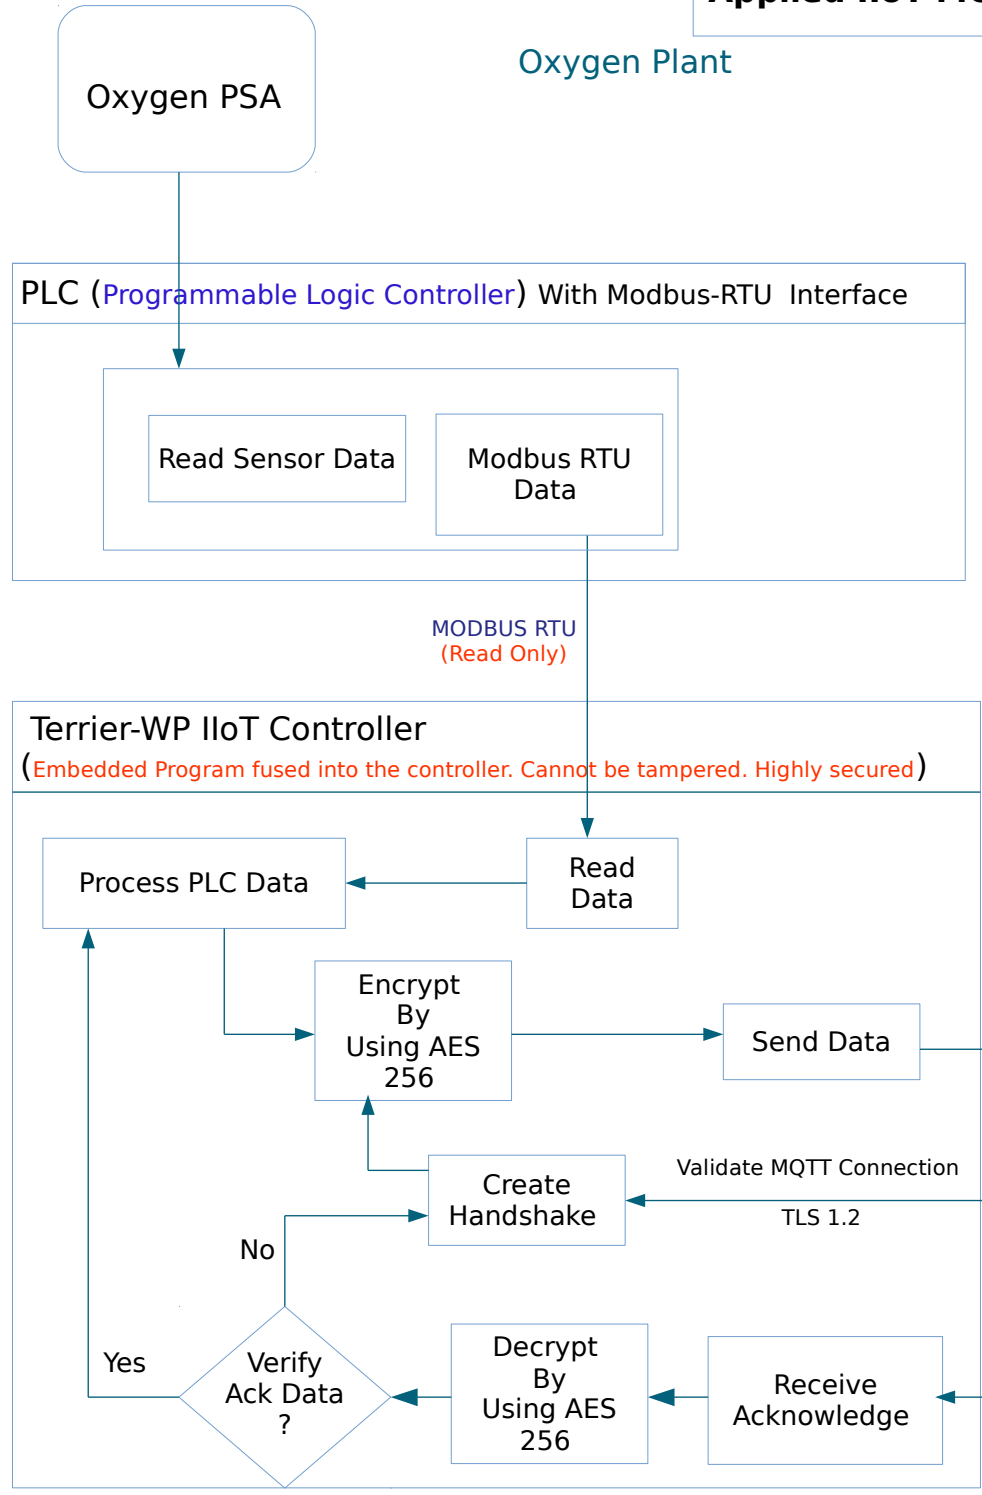 Oxygen Plant
Oxygen PSA
PLC (Programmable Logic Controller) With Modbus-RTU Interface
Read Sensor Data
Modbus RTU
Data
MODBUS RTU
(Read Only)
Terrier-WP IIoT Controller
(Embedded Program fused into the controller. Cannot be tampered. Highly secured)
Process PLC Data
Read
Data
Encrypt
By
Using AES
256
Send Data
Create
Handshake
Validate MQTT Connection
TLS 1.2
No
Yes
Verify
Ack Data
?
Decrypt
By
Using AES
256
Receive
Acknowledge